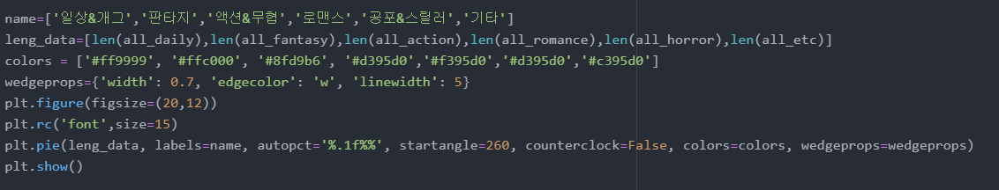 name=['일상&개그','판타지','액션&무협','로맨스','공포&스럴러','기타']
leng_data=[len(all_daily),len(all_fantasy),len(all_action),len(all_romance),len(all_horror),len(all_etc)]
colors = ['#ff9999', '#ffc000', '#8fd9b6', '#d395d0','#f395d0','#d395d0','#c395d0']
wedgeprops={'width': 0.7, 'edgecolor': 'w', 'linewidth': 5}
plt.figure(figsize=(20,12))
plt.rc('font',size=15)
plt.pie(leng_data, labels=name, autopct='%.1f%%', startangle=260, counterclock=False, colors=colors, wedgeprops=wedgeprops)
plt.show()